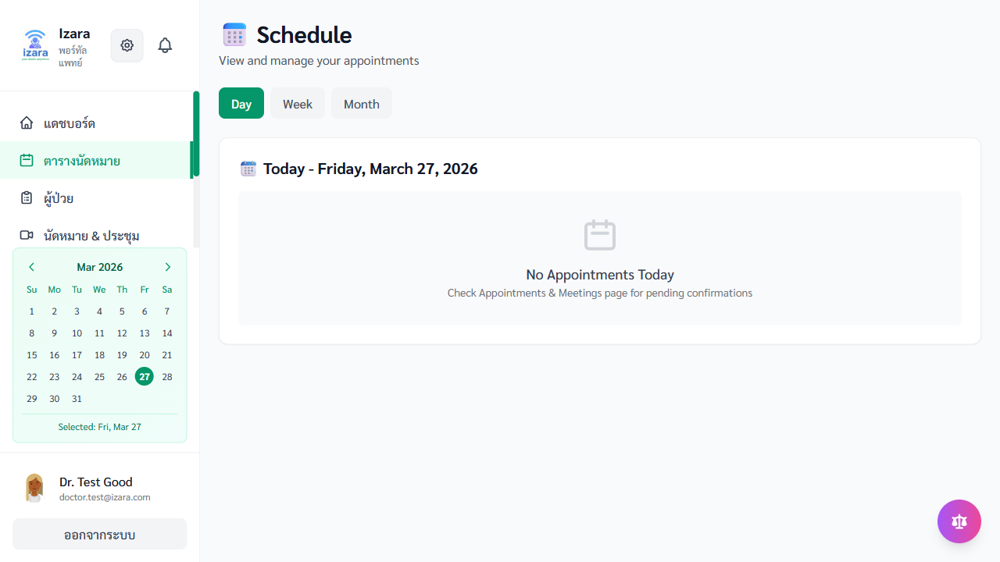 Izara
พอร์ทัล
แพทย์
izara
Schedule
View and manage your appointments
Day
Week
Month
แดชบอร์ด
ตารางนัดหมาย
ผู้ป่วย
นัดหมาย & ประชุม
Today - Friday, March 27, 2026
No Appointments Today
Check Appointments & Meetings page for pending confirmations
Mar 2026
Su Mo Tu We Th Fr Sa
1 2 3 4 5 6 7
8 9 10 11 12 13 14
15 16 17 18 19 20 21
22 23 24 25 26 27 28
29 30 31
Selected: Fri, Mar 27
Dr. Test Good
doctor.test@izara.com
ออกจากระบบ